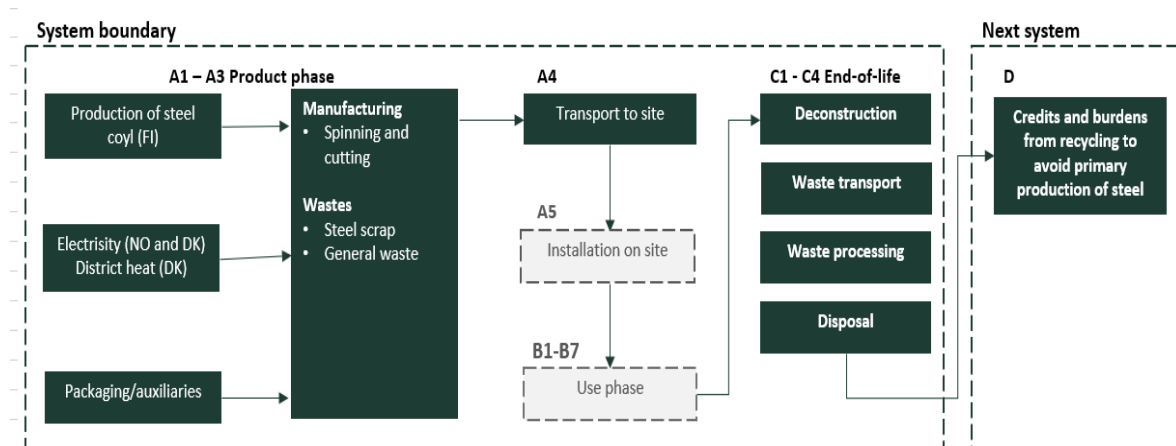 System boundary
Next system
A1 – A3 Product phase
Production of steel
coyl (FI)
Electrisity (NO and DK)
District heat (DK)
Packaging/auxiliaries
Manufacturing
• Spinning and
cutting
Wastes
• Steel scrap
• General waste
A4
Transport to site
A5
Installation on site
B1-B7
Use phase
C1 - C4 End-of-life
Deconstruction
Waste transport
Waste processing
Disposal
D
Credits and burdens
from recycling to
avoid primary
production of steel